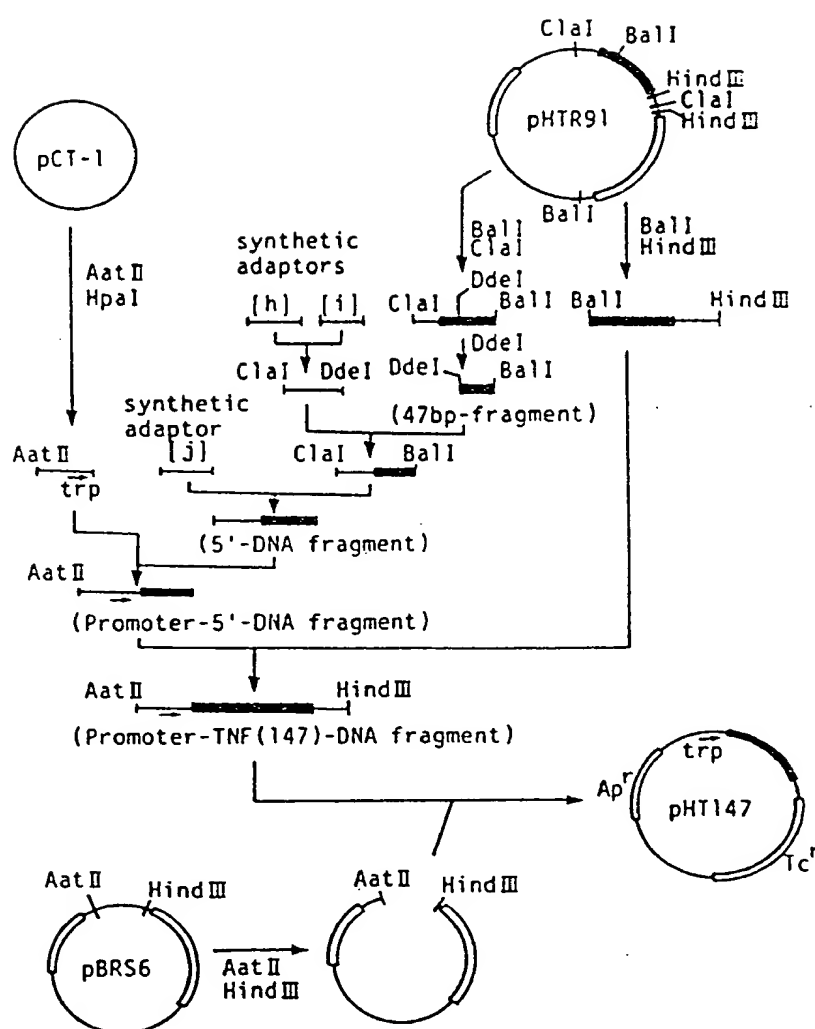 ClaI
BalI
HindⅢ
ClaI
HindⅢ
pHTR91
BalI
pCT-1
AatⅡ
HpaI
synthetic
adaptors
[h] [i]
BalI
ClaI
BalI
HindⅢ
DdeI
ClaI BalI
BalI HindⅢ
DdeI
ClaI DdeI
DdeI BalI
(47bp-fragment)
synthetic
adaptor
[j]
AatⅡ
trp
ClaI BalI
(5'-DNA fragment)
AatⅡ
(Promoter-5'-DNA fragment)
AatⅡ HindⅢ
(Promoter-TNF(147)-DNA fragment)
trp
Apr
pHT147
Tcr
AatⅡ
HindⅢ
pBRS6
AatⅡ
HindⅢ
AatⅡ HindⅢ